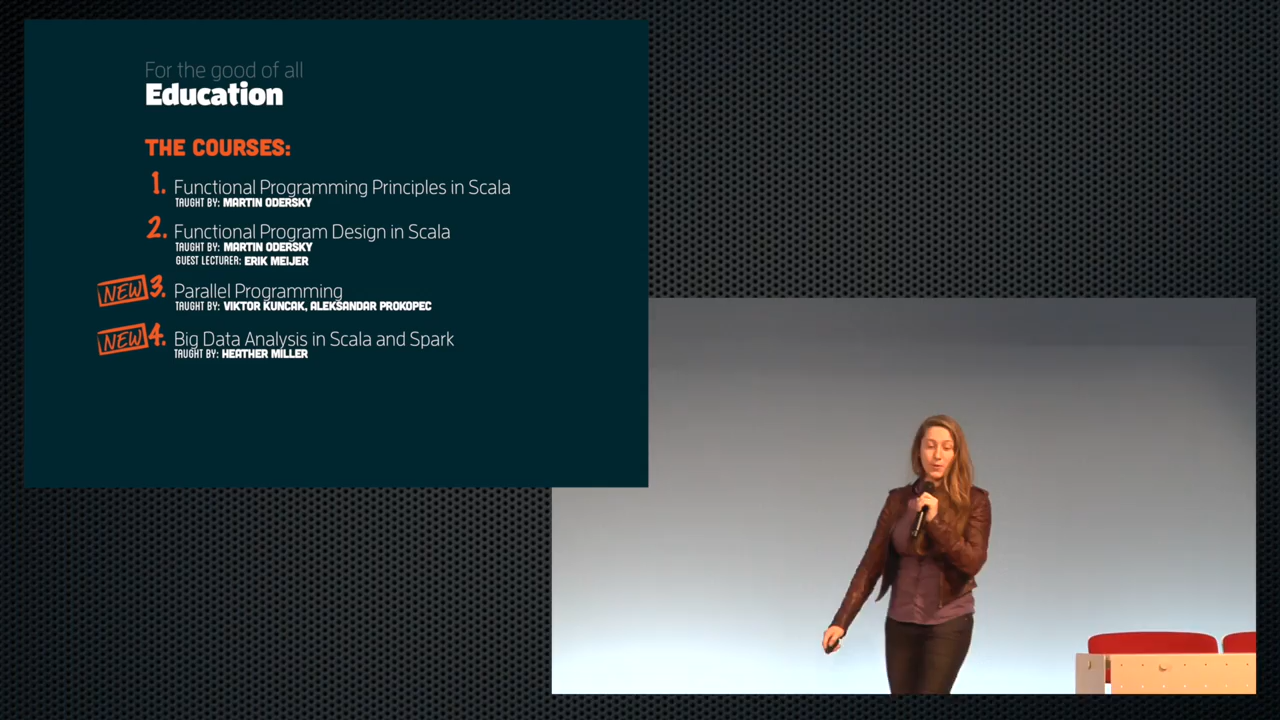 For the good of all
Education
THE COURSES:
1. Functional Programming Principles in Scala
TAUGHT BY: MARTIN ODERSKY
2. Functional Program Design in Scala
TAUGHT BY: MARTIN ODERSKY
GUEST LECTURER: ERIK MEIJER
NEW 3. Parallel Programming
TAUGHT BY: VIKTOR KUNCAK, ALEKSANDAR PROKOPEC
NEW 4. Big Data Analysis in Scala and Spark
TAUGHT BY: HEATHER MILLER